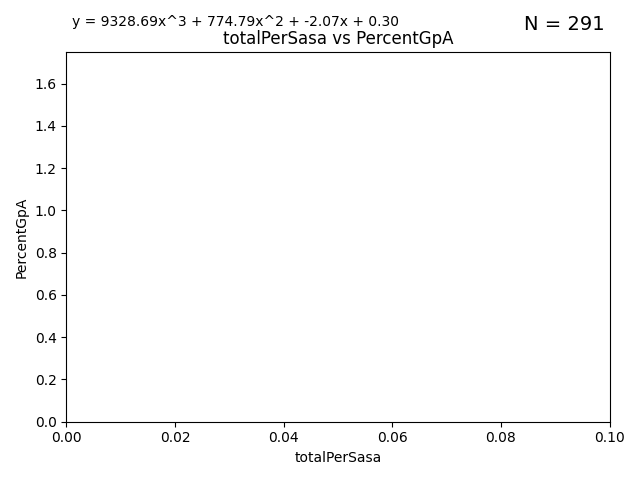 y = 9328.69x^3 + 774.79x^2 + -2.07x + 0.30
N = 291
totalPerSasa vs PercentGpA
PercentGpA
1.6
1.4
1.2
1.0
0.8
0.6
0.4
0.2
0.0
0.00 0.02 0.04 0.06 0.08 0.10
totalPerSasa